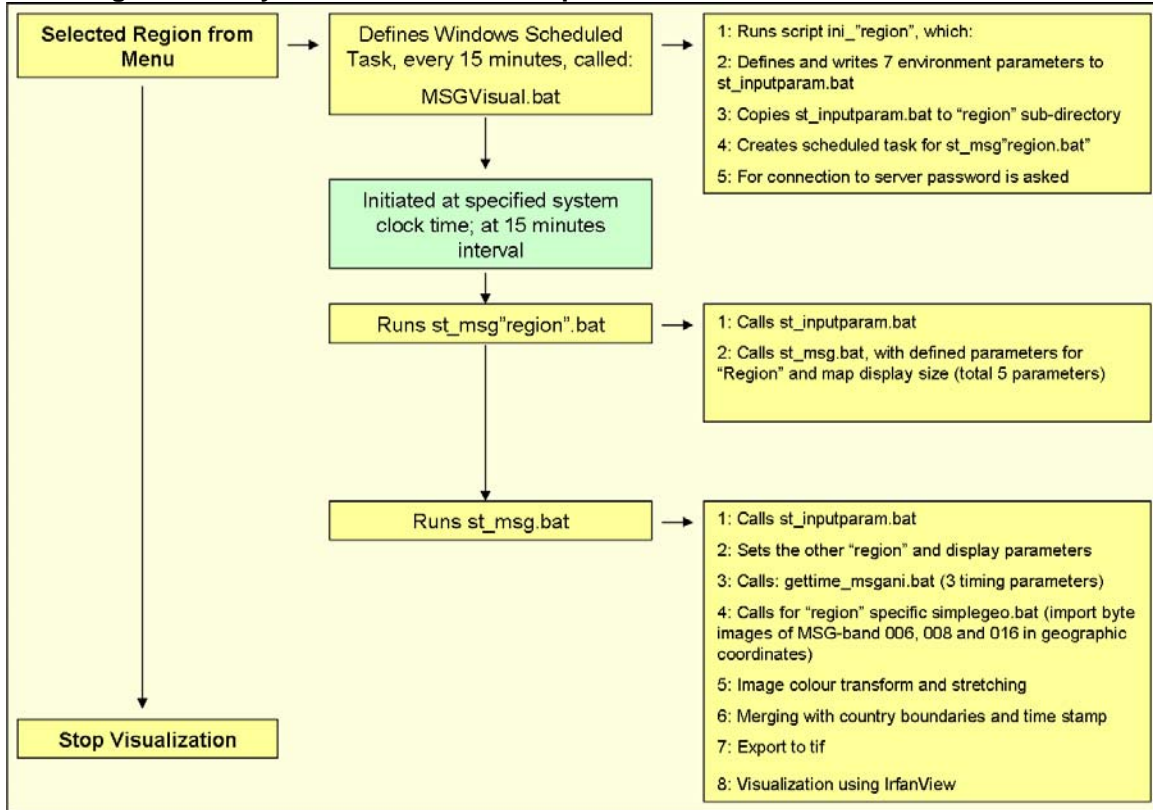 Selected Region from
Menu
Defines Windows Scheduled
Task, every 15 minutes, called:
MSGVisual.bat
1: Runs script ini_"region", which:
2: Defines and writes 7 environment parameters to
st_inputparam.bat
3: Copies st_inputparam.bat to "region" sub-directory
4: Creates scheduled task for st_msg"region.bat"
5: For connection to server password is asked
Initiated at specified system
clock time; at 15 minutes
interval
Runs st_msg"region".bat
1: Calls st_inputparam.bat
2: Calls st_msg.bat, with defined parameters for
"Region" and map display size (total 5 parameters)
Runs st_msg.bat
1: Calls st_inputparam.bat
2: Sets the other "region" and display parameters
3: Calls: gettime_msgani.bat (3 timing parameters)
4: Calls for "region" specific simplegeo.bat (import byte
images of MSG-band 006, 008 and 016 in geographic
coordinates)
5: Image colour transform and stretching
6: Merging with country boundaries and time stamp
7: Export to tif
8: Visualization using IrfanView
Stop Visualization